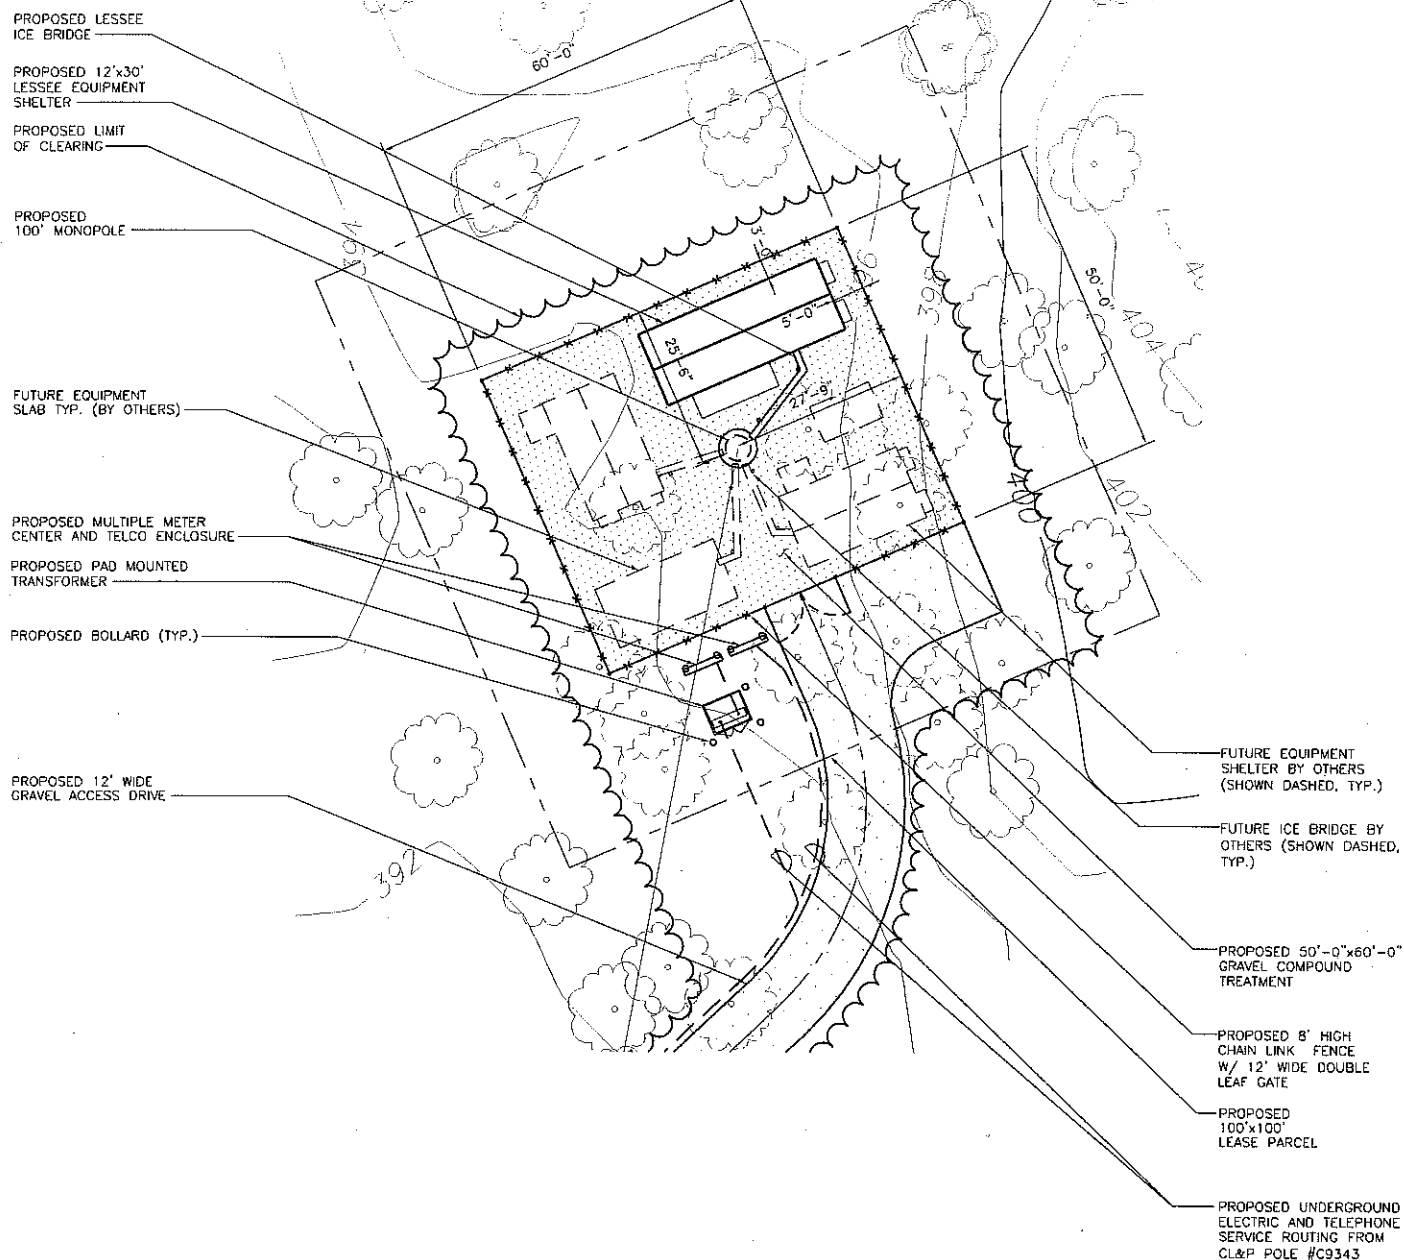 PROPOSED LESSEE
ICE BRIDGE
PROPOSED 12'x30'
LESSEE EQUIPMENT
SHELTER
PROPOSED LIMIT
OF CLEARING
PROPOSED
100' MONOPOLE
FUTURE EQUIPMENT
SLAB TYP. (BY OTHERS)
PROPOSED MULTIPLE METER
CENTER AND TELCO ENCLOSURE
PROPOSED PAD MOUNTED
TRANSFORMER
PROPOSED BOLLARD (TYP.)
PROPOSED 12' WIDE
GRAVEL ACCESS DRIVE
60'-0"
394
3'-0"
5'-0"
25'-6"
27'-9"
398
50'-0"
404
400
402
392
FUTURE EQUIPMENT
SHELTER BY OTHERS
(SHOWN DASHED, TYP.)
FUTURE ICE BRIDGE BY
OTHERS (SHOWN DASHED,
TYP.)
PROPOSED 50'-0"x60'-0"
GRAVEL COMPOUND
TREATMENT
PROPOSED 8' HIGH
CHAIN LINK FENCE
W/ 12' WIDE DOUBLE
LEAF GATE
PROPOSED
100'x100'
LEASE PARCEL
PROPOSED UNDERGROUND
ELECTRIC AND TELEPHONE
SERVICE ROUTING FROM
CL&P POLE #C9343